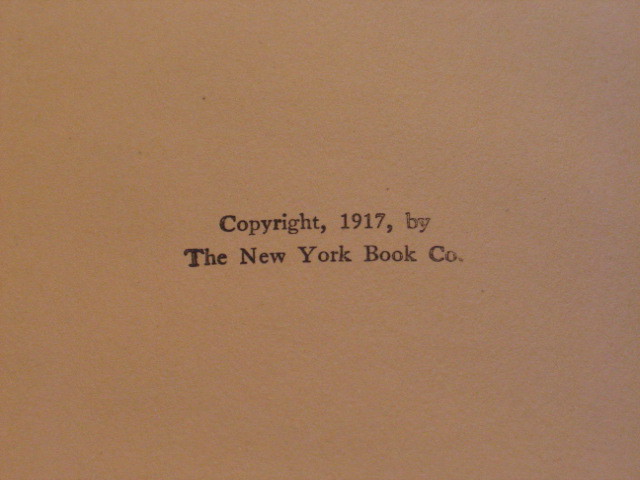 Copyright, 1917, by
The New York Book Co.